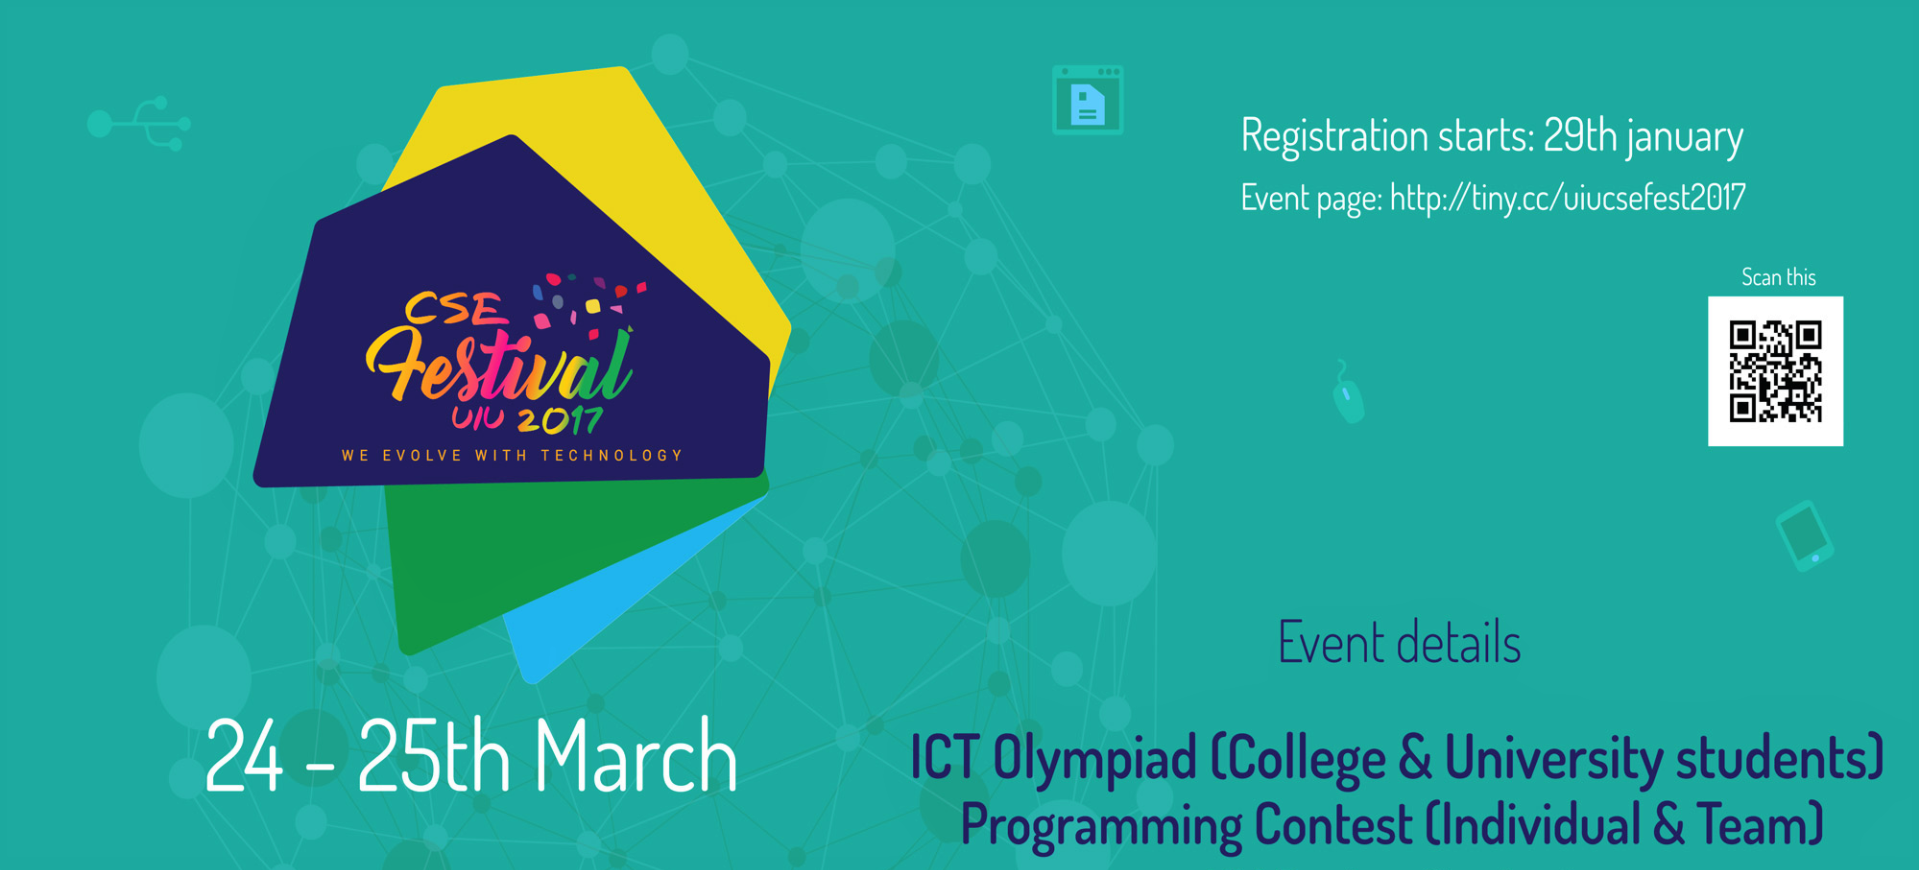 CSE
Festival
UIU 2017
WE EVOLVE WITH TECHNOLOGY
24 - 25th March
Registration starts: 29th january
Event page: http://tiny.cc/uiucsefest2017
Scan this
Event details
ICT Olympiad (College & University students)
Programming Contest (Individual & Team)